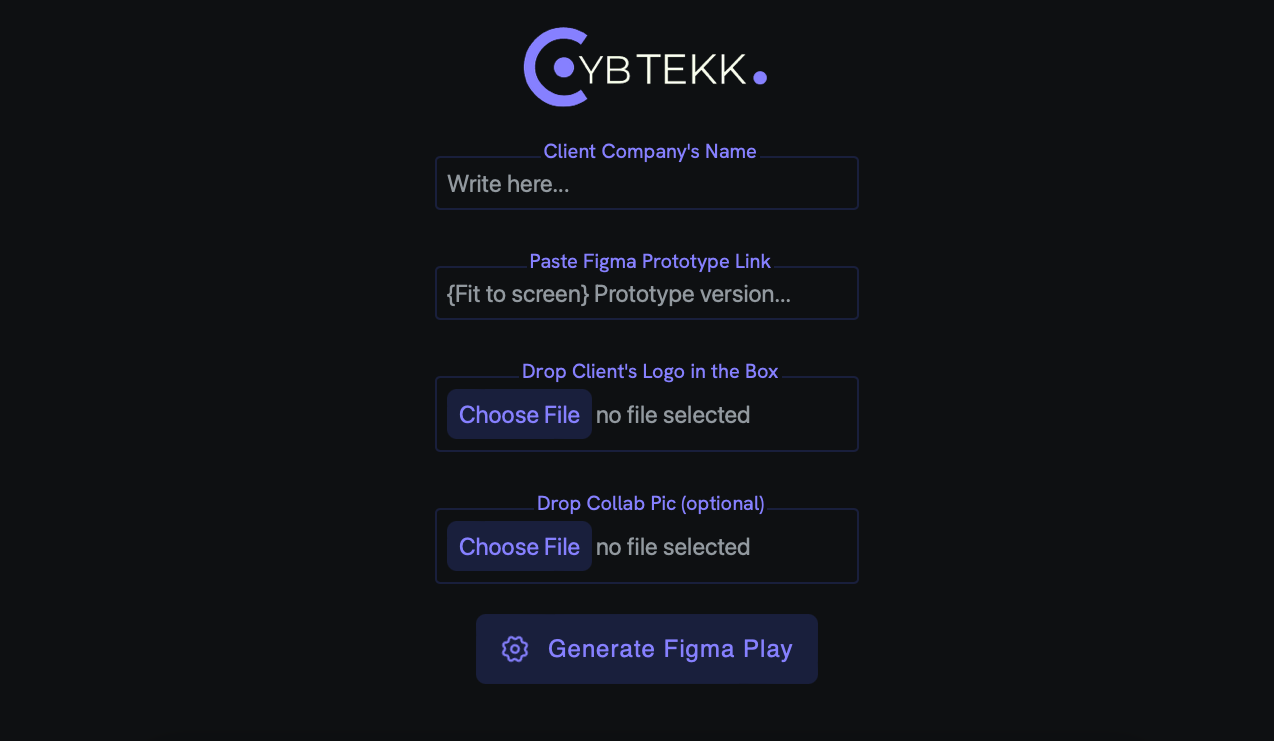 CYBTEKK.
Client Company's Name
Write here...
Paste Figma Prototype Link
{Fit to screen} Prototype version...
Drop Client's Logo in the Box
Choose File no file selected
Drop Collab Pic (optional)
Choose File no file selected
Generate Figma Play